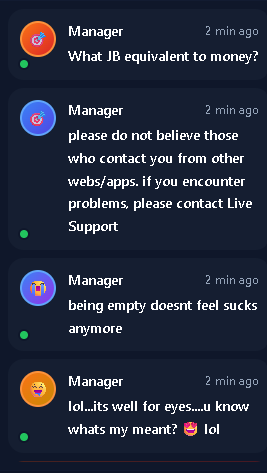 Manager 2 min ago
What JB equivalent to money?
Manager 2 min ago
please do not believe those
who contact you from other
webs/apps. if you encounter
problems, please contact Live
Support
Manager 2 min ago
being empty doesnt feel sucks
anymore
Manager 2 min ago
lol...its well for eyes....u know
whats my meant? 🤩 lol